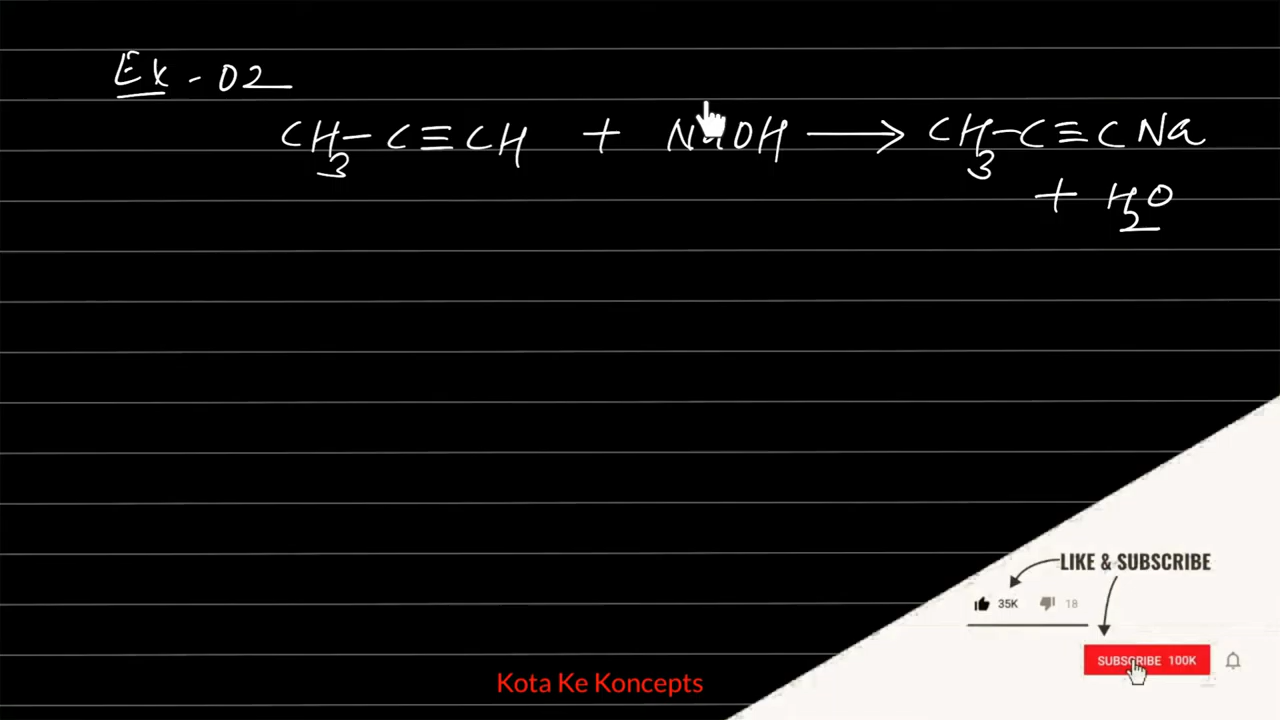 Ex - 02
CH₃-C≡CH + NaOH ⟶ CH₃-C≡CNa
+ H₂O
LIKE & SUBSCRIBE
35K 18
SUBSCRIBE 100K
Kota Ke Koncepts